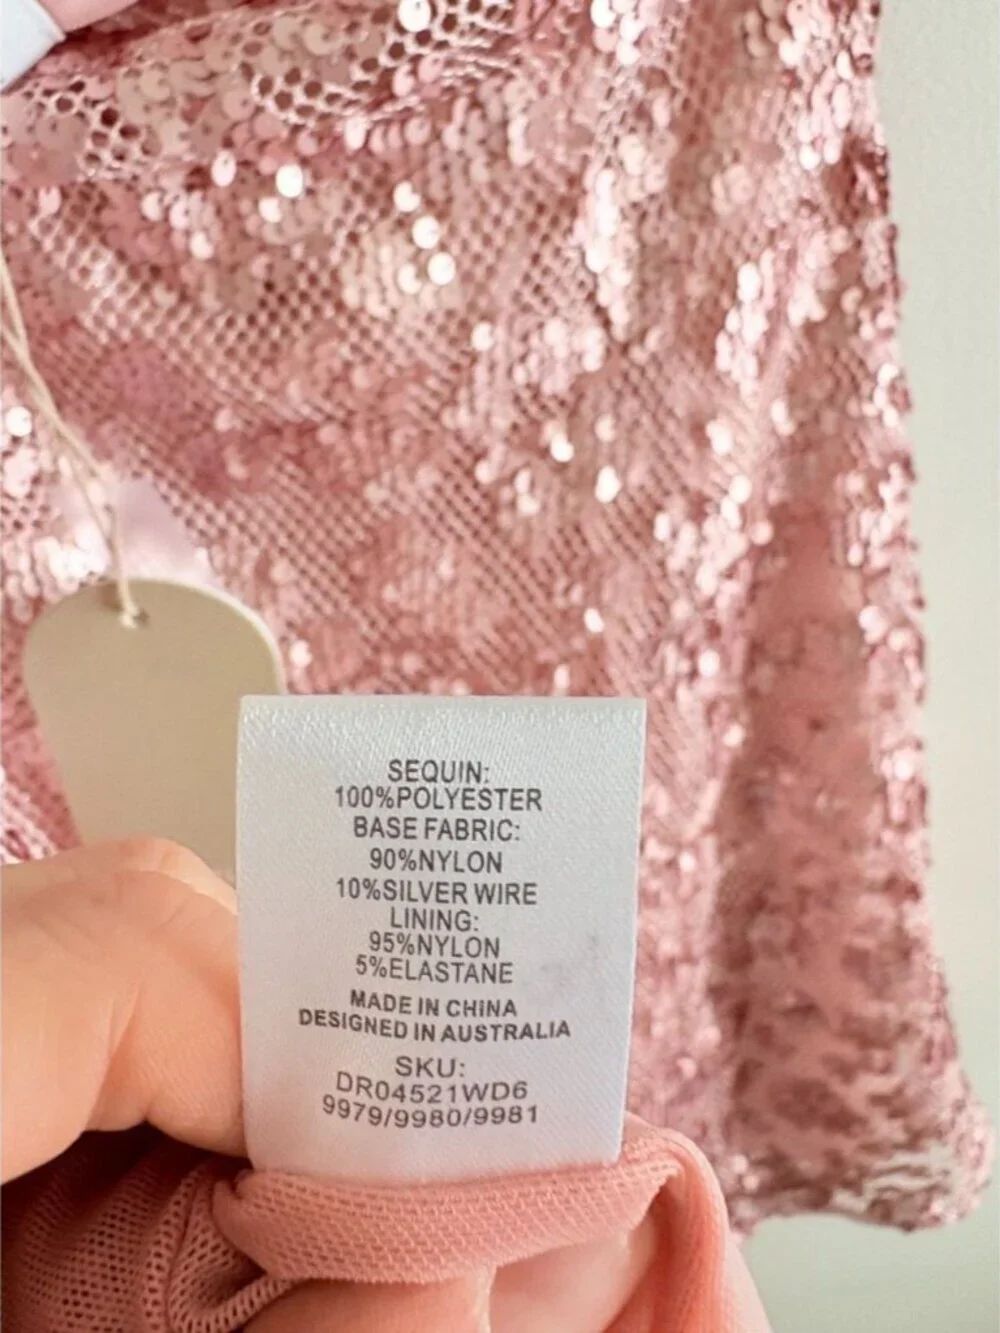 SEQUIN:
100%POLYESTER
BASE FABRIC:
90%NYLON
10%SILVER WIRE
LINING:
95%NYLON
5%ELASTANE
MADE IN CHINA
DESIGNED IN AUSTRALIA
SKU:
DR04521WD6
9979/9980/9981